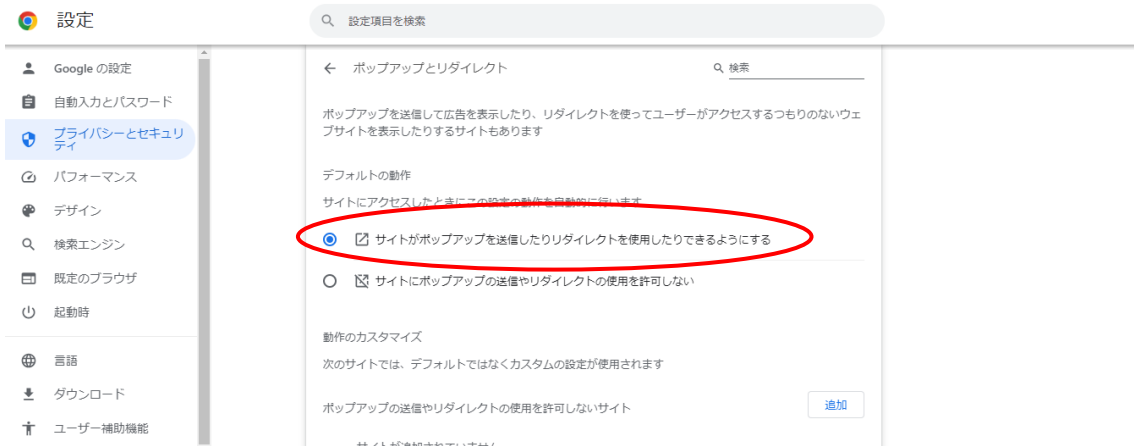 設定
設定項目を検索
Google の設定
自動入力とパスワード
プライバシーとセキュリ
ティ
パフォーマンス
デザイン
検索エンジン
既定のブラウザ
起動時
言語
ダウンロード
ユーザー補助機能
ポップアップとリダイレクト
検索
ポップアップを送信して広告を表示したり、リダイレクトを使ってユーザーがアクセスするつもりのないウェ
ブサイトを表示したりするサイトもあります
デフォルトの動作
サイトにアクセスしたときにこの設定の動作を自動的に行います
サイトがポップアップを送信したりリダイレクトを使用したりできるようにする
サイトにポップアップの送信やリダイレクトの使用を許可しない
動作のカスタマイズ
次のサイトでは、デフォルトではなくカスタムの設定が使用されます
ポップアップの送信やリダイレクトの使用を許可しないサイト
追加
サイトが追加されていません